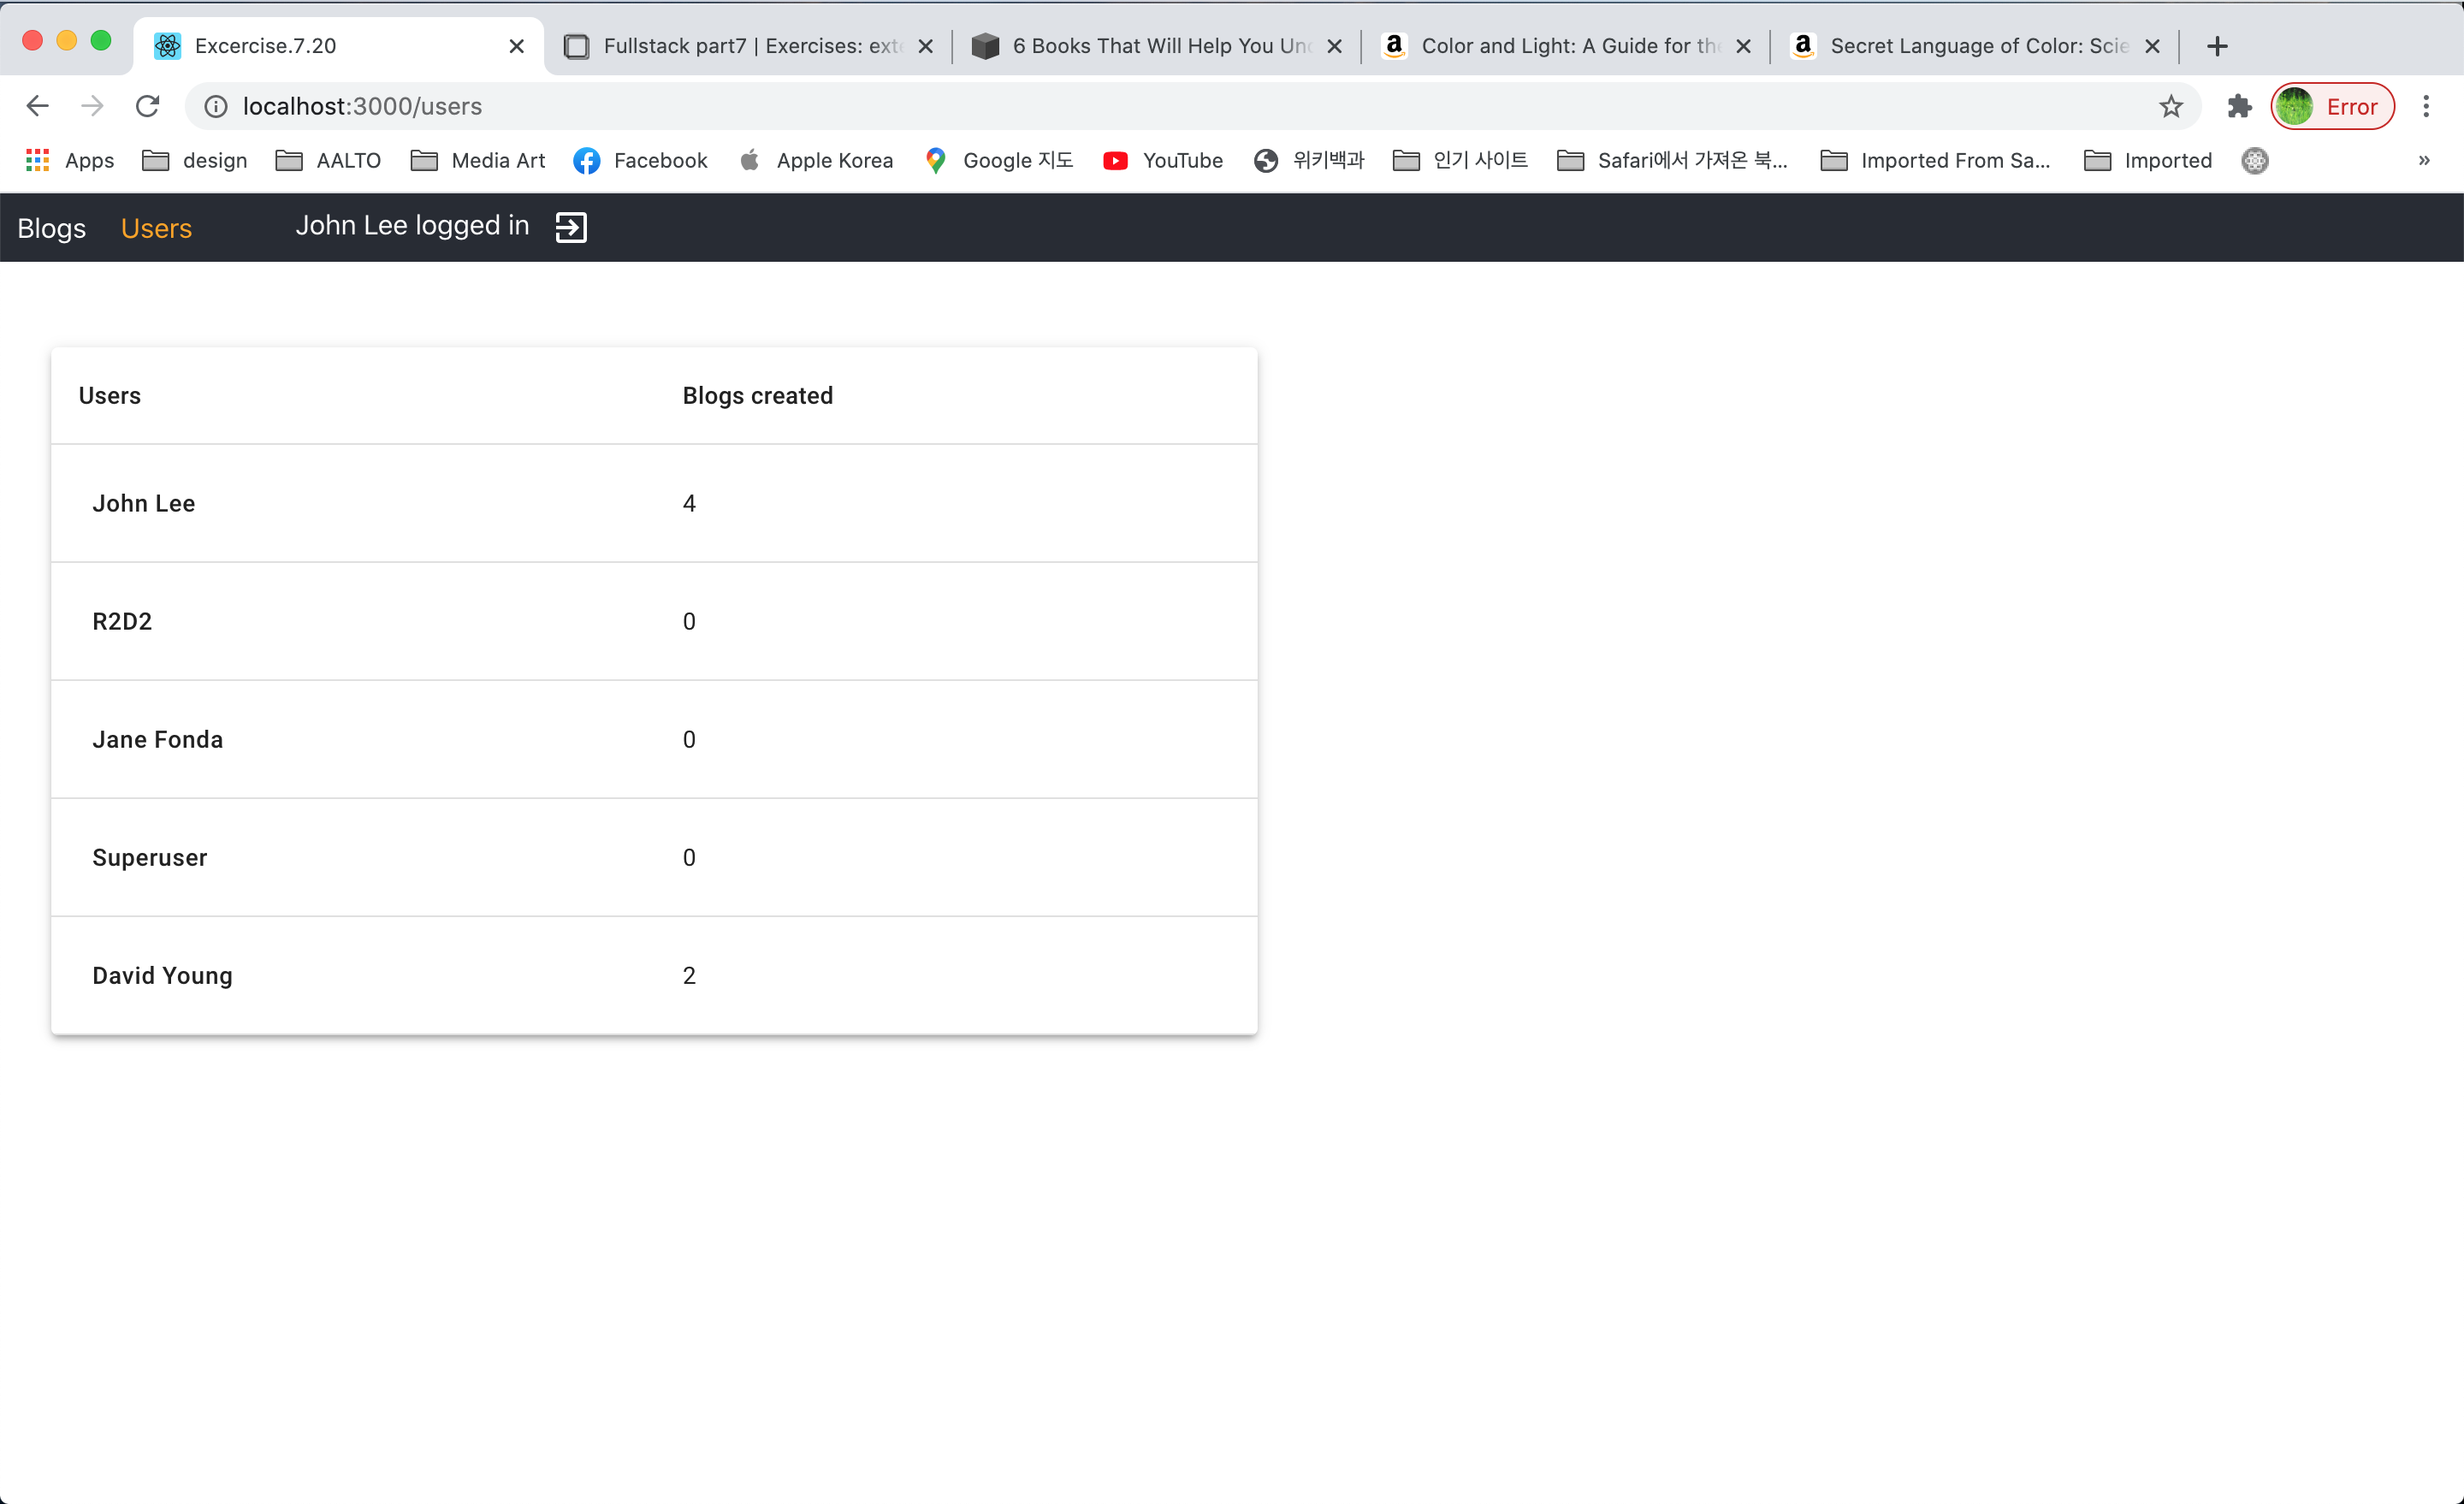 Excercise.7.20
Fullstack part7 | Exercises: ext
6 Books That Will Help You Und
Color and Light: A Guide for the
Secret Language of Color: Scie
localhost:3000/users
Error
Apps
design
AALTO
Media Art
Facebook
Apple Korea
Google 지도
YouTube
위키백과
인기 사이트
Safari에서 가져온 북...
Imported From Sa...
Imported
»
Blogs
Users
John Lee logged in
Users Blogs created
John Lee 4
R2D2 0
Jane Fonda 0
Superuser 0
David Young 2